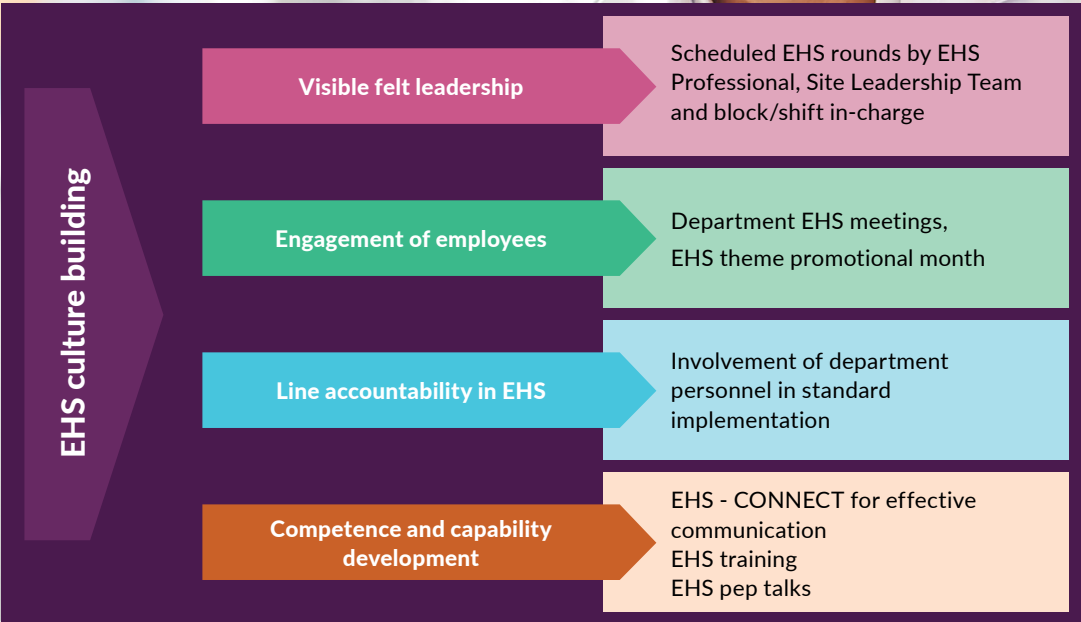 EHS culture building
Visible felt leadership
Scheduled EHS rounds by EHS
Professional, Site Leadership Team
and block/shift in-charge
Engagement of employees
Department EHS meetings,
EHS theme promotional month
Line accountability in EHS
Involvement of department
personnel in standard
implementation
Competence and capability
development
EHS - CONNECT for effective
communication
EHS training
EHS pep talks